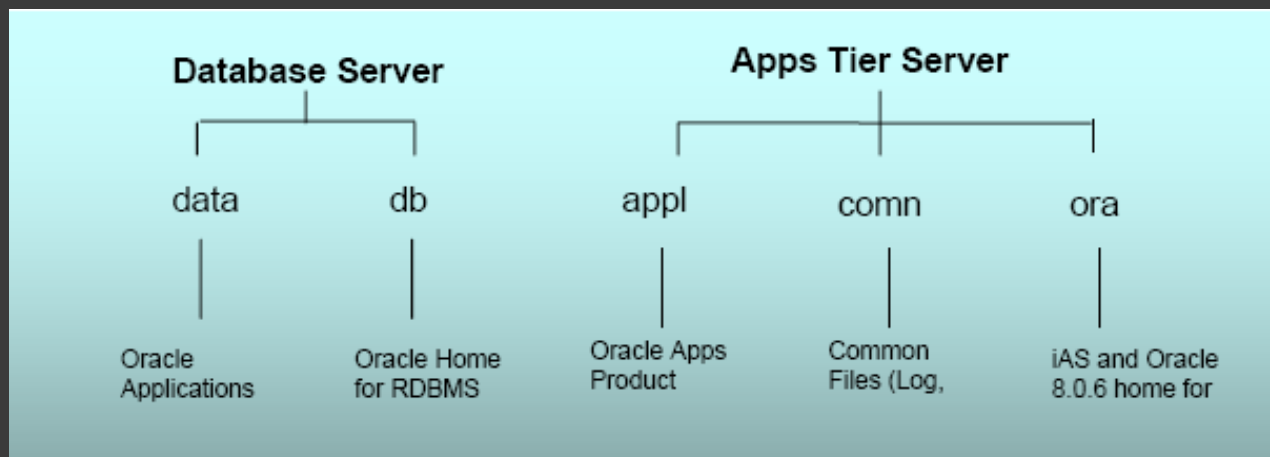 Database Server
Apps Tier Server
data
db
appl
comn
ora
Oracle
Applications
Oracle Home
for RDBMS
Oracle Apps
Product
Common
Files (Log,
iAS and Oracle
8.0.6 home for